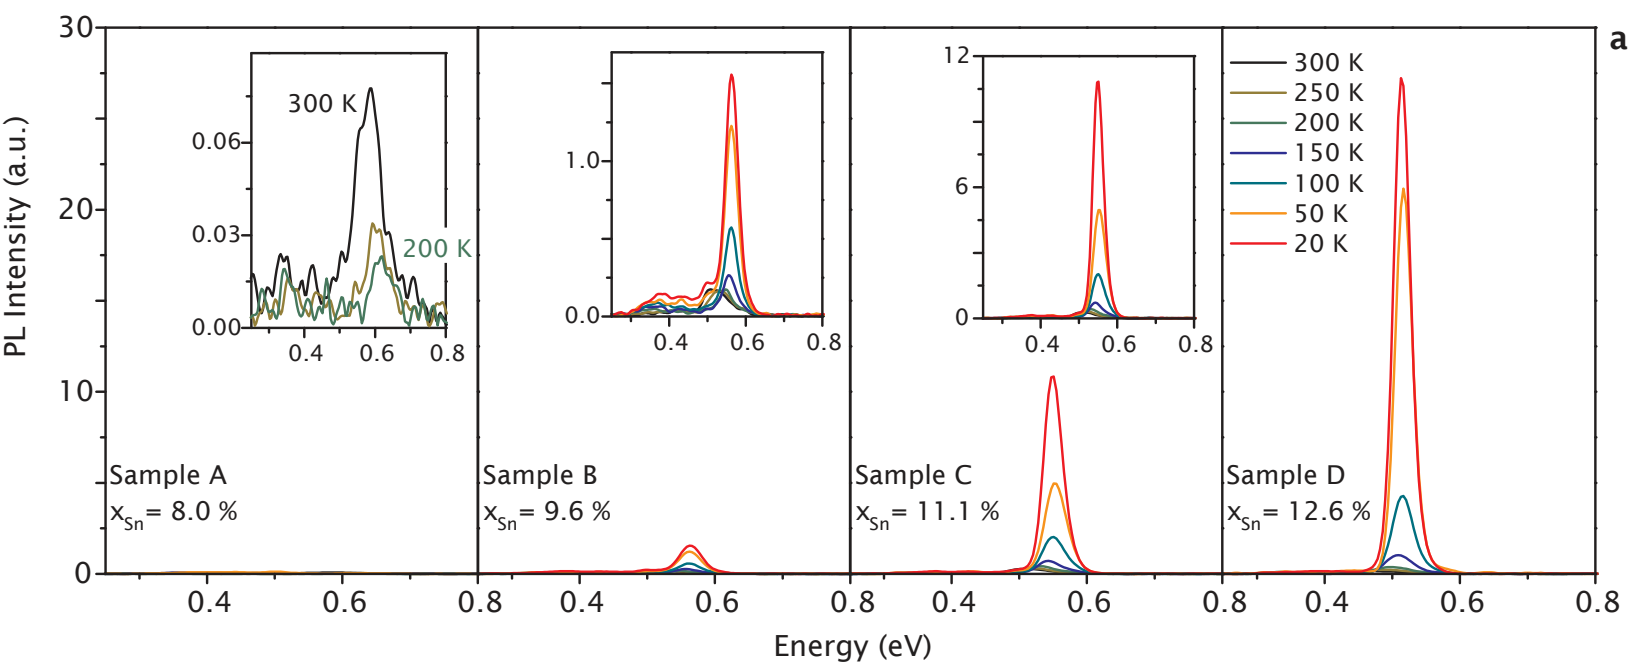 a
PL Intensity (a.u.)
30
20
10
0
300 K
200 K
0.06
0.03
0.00
0.4 0.6 0.8
Sample A
xSn= 8.0 %
1.0
0.0
0.4 0.6 0.8
Sample B
xSn= 9.6 %
12
6
0
0.4 0.6 0.8
Sample C
xSn= 11.1 %
300 K
250 K
200 K
150 K
100 K
50 K
20 K
Sample D
xSn= 12.6 %
0.4 0.6 0.8 0.4 0.6 0.8 0.4 0.6 0.8 0.4 0.6 0.8
Energy (eV)